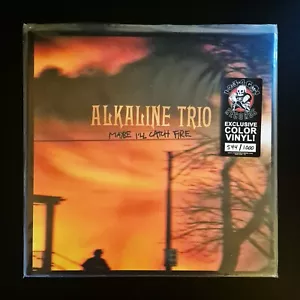 ALKALINE TRIO
MAYBE I'LL CATCH FIRE
EXCLUSIVE
COLOR
VINYL!
544/1000